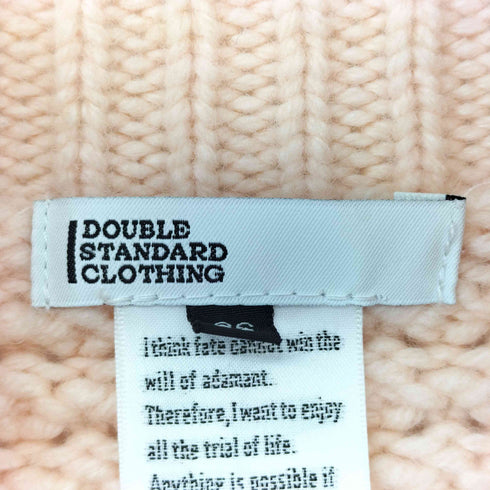 DOUBLE
STANDARD
CLOTHING
I think fate cannot win the
will of adamant.
Therefore, I want to enjoy
all the trial of life.
Anything is possible if